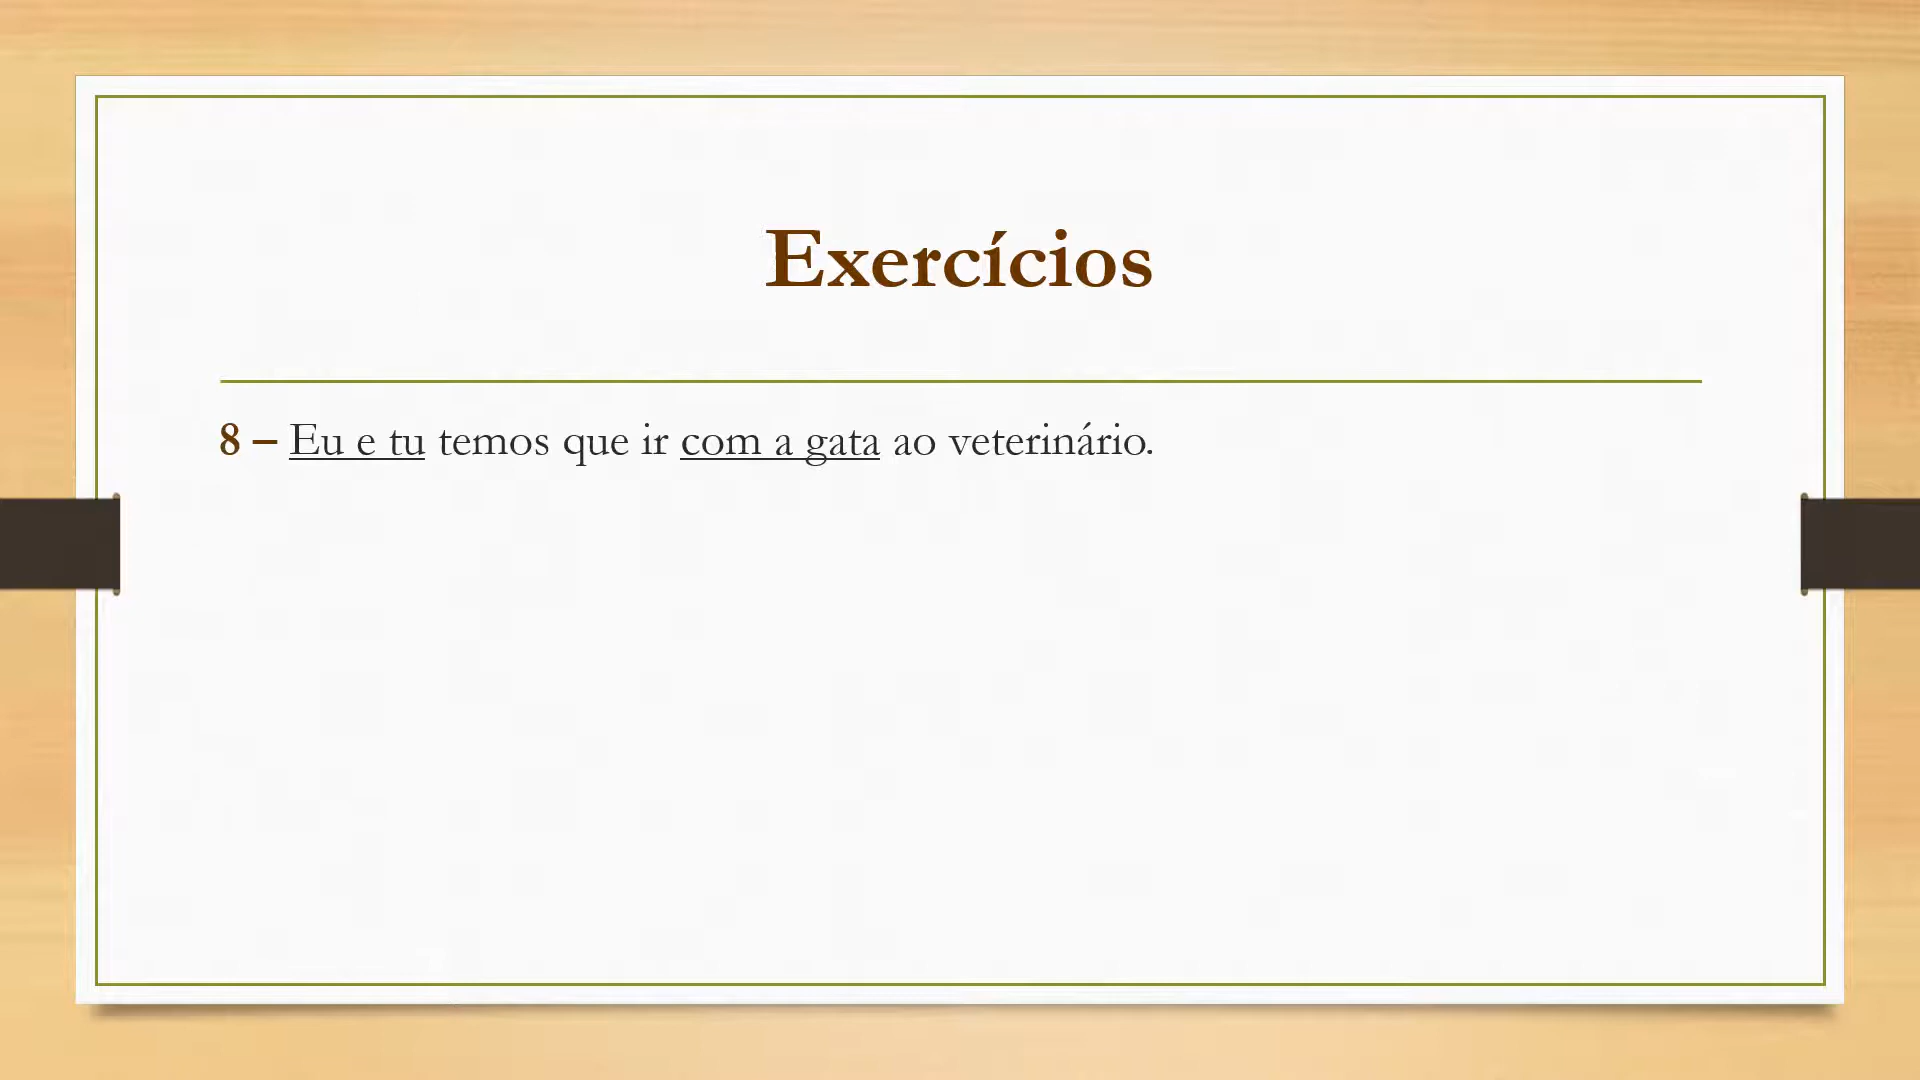 Exercícios
8 – Eu e tu temos que ir com a gata ao veterinário.